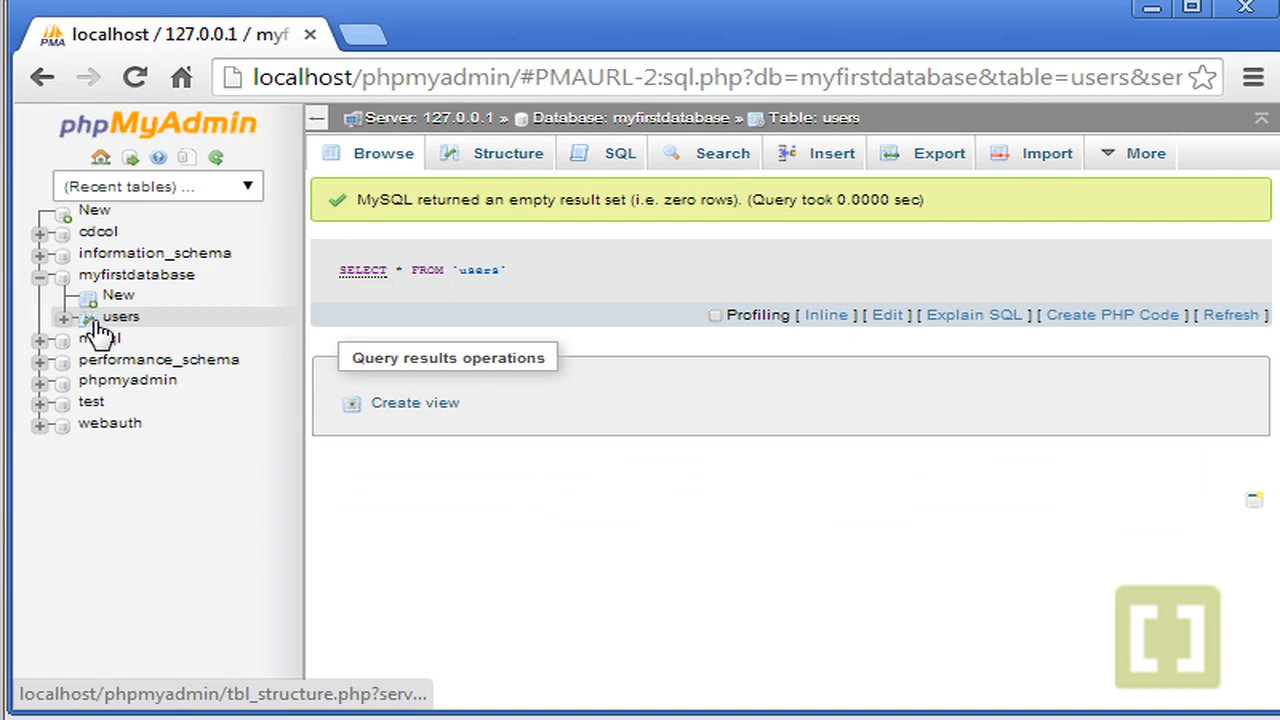 localhost / 127.0.0.1 / myf
localhost/phpmyadmin/#PMAURL-2:sql.php?db=myfirstdatabase&table=users&ser
phpMyAdmin
(Recent tables) ...
New
cdcol
information_schema
myfirstdatabase
New
users
performance_schema
phpmyadmin
test
webauth
Server: 127.0.0.1 » Database: myfirstdatabase » Table: users
Browse Structure SQL Search Insert Export Import More
MySQL returned an empty result set (i.e. zero rows). (Query took 0.0000 sec)
SELECT * FROM `users`
Profiling [ Inline ] [ Edit ] [ Explain SQL ] [ Create PHP Code ] [ Refresh ]
Query results operations
Create view
localhost/phpmyadmin/tbl_structure.php?serv...